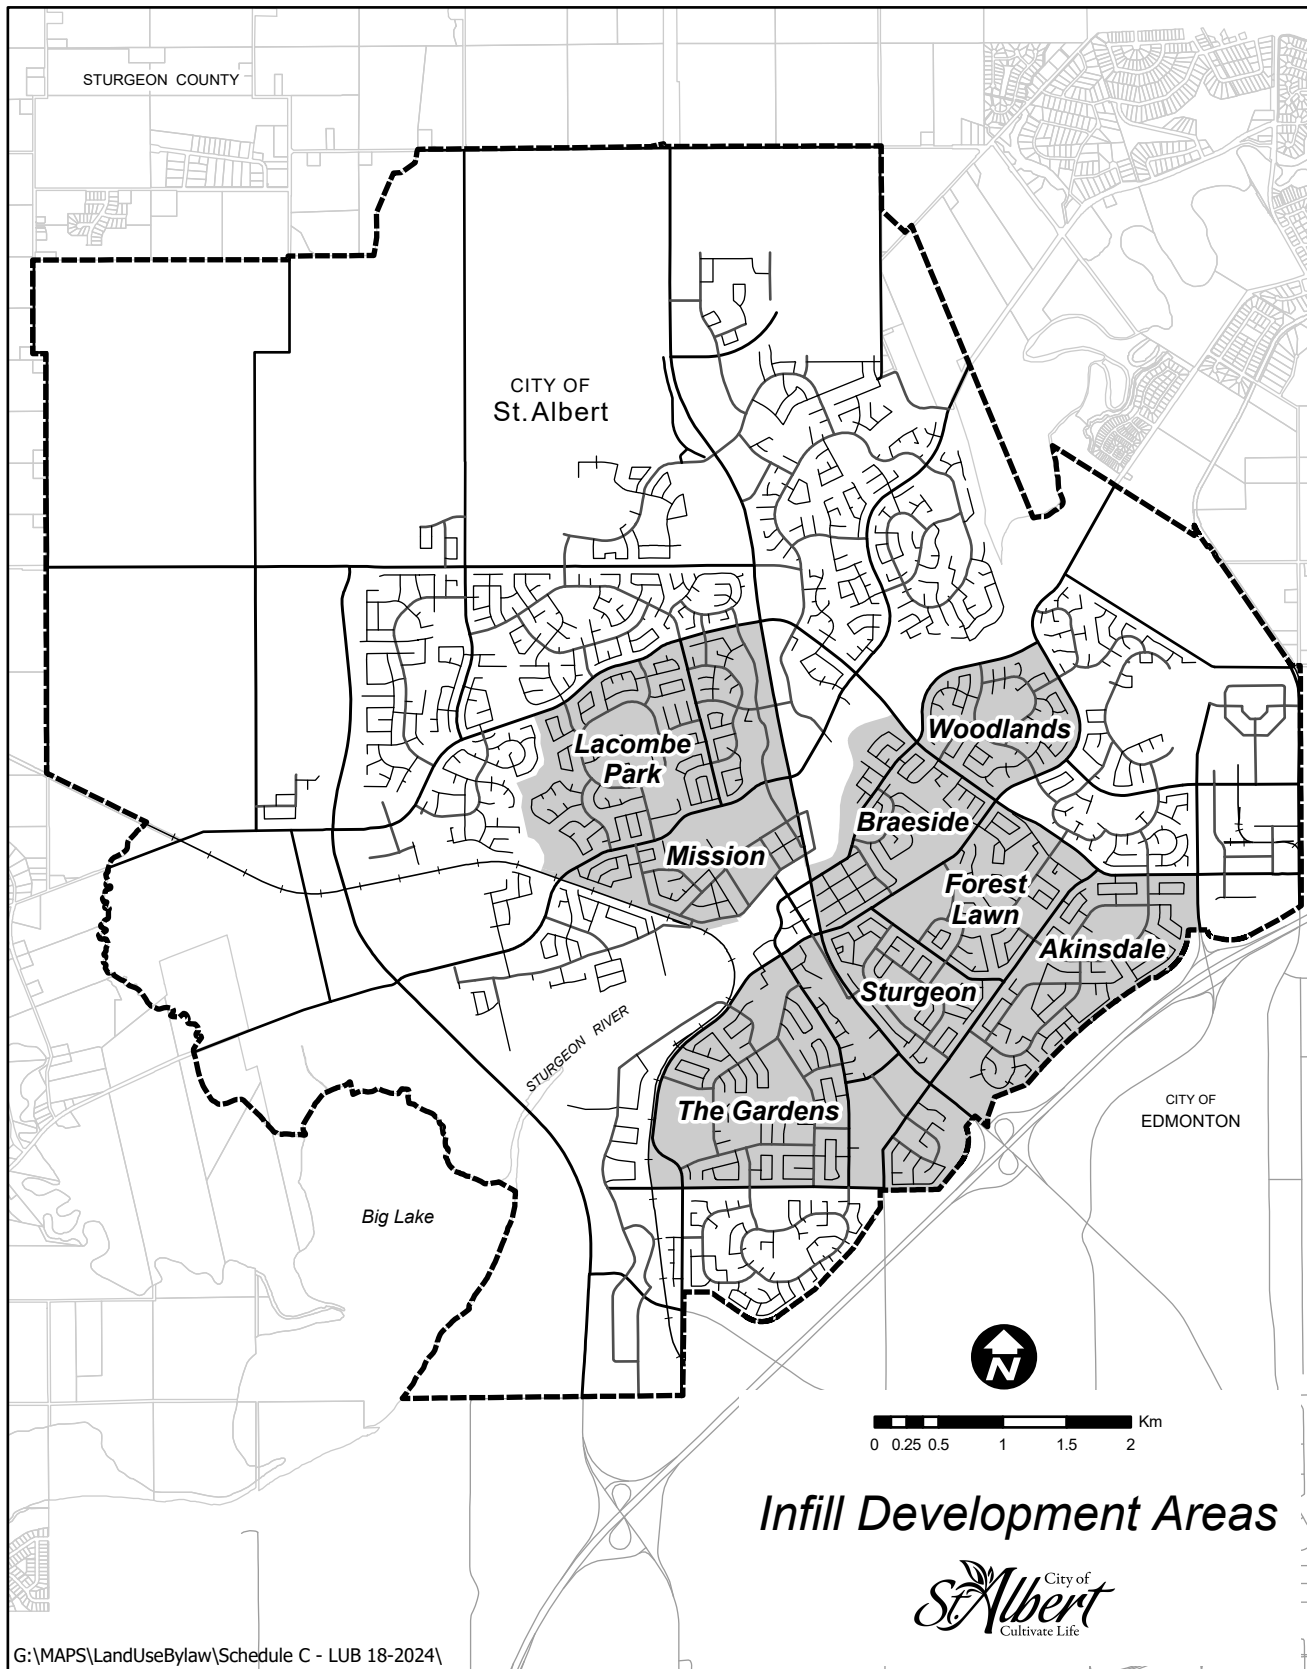 STURGEON COUNTY
CITY OF
St.Albert
Woodlands
Lacombe
Park
Braeside
Mission
Forest
Lawn
Akinsdale
Sturgeon
STURGEON RIVER
The Gardens
CITY OF
EDMONTON
Big Lake
N
Km
0 0.25 0.5 1 1.5 2
Infill Development Areas
City of
St. Albert
Cultivate Life
G:\MAPS\LandUseBylaw\Schedule C - LUB 18-2024\